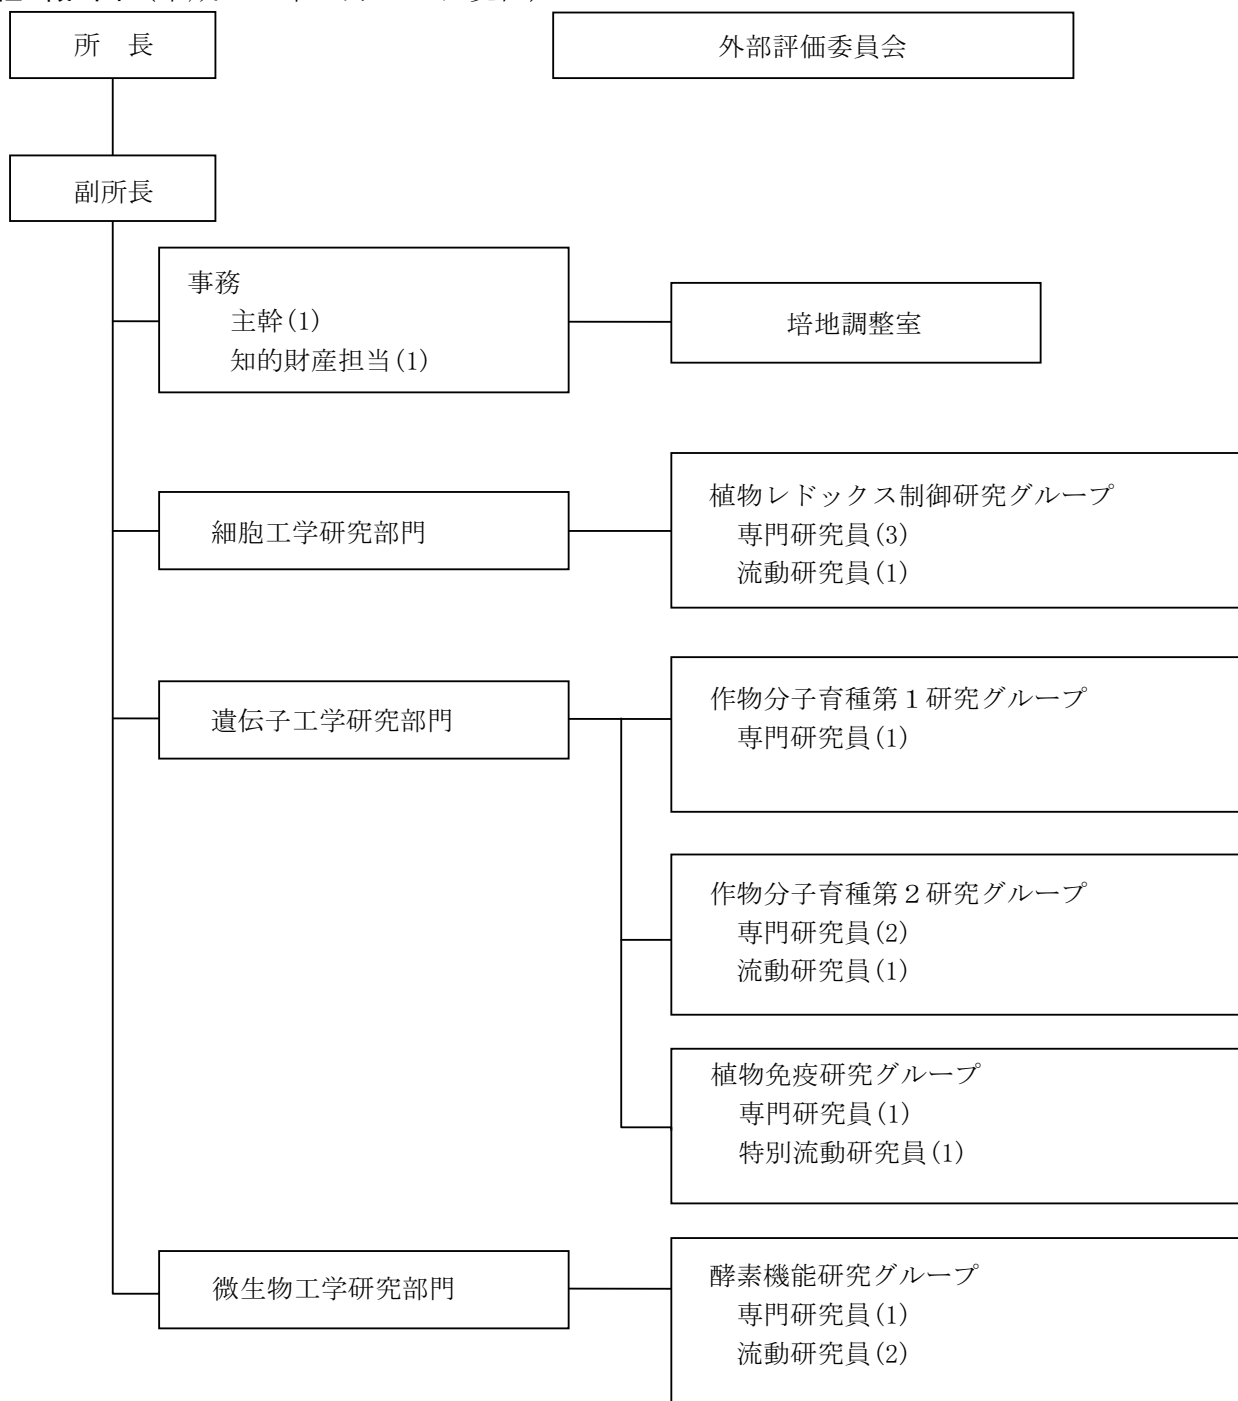 所　長
外部評価委員会
副所長
事務
主幹(1)
知的財産担当(1)
培地調整室
細胞工学研究部門
植物レドックス制御研究グループ
専門研究員(3)
流動研究員(1)
遺伝子工学研究部門
作物分子育種第１研究グループ
専門研究員(1)
作物分子育種第２研究グループ
専門研究員(2)
流動研究員(1)
植物免疫研究グループ
専門研究員(1)
特別流動研究員(1)
微生物工学研究部門
酵素機能研究グループ
専門研究員(1)
流動研究員(2)